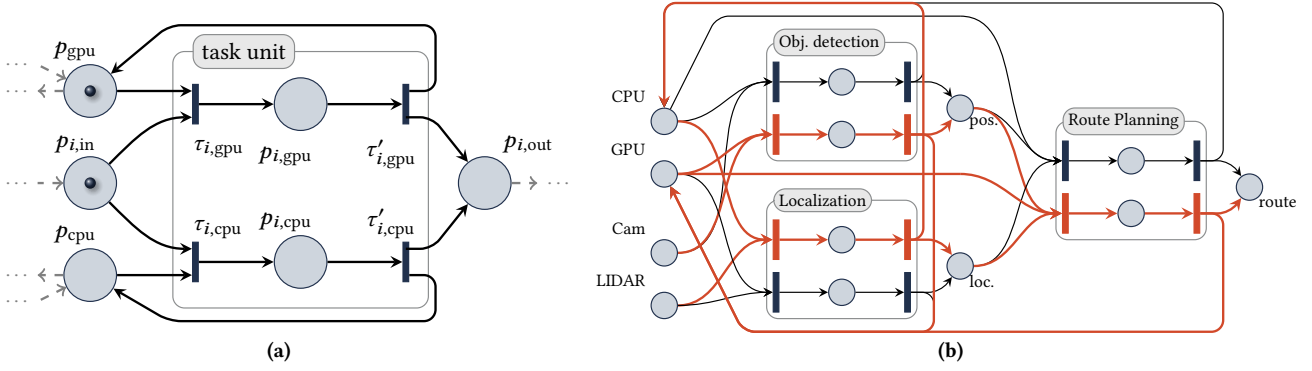 p_gpu
task unit
p_i,in
τ_i,gpu
p_i,gpu
τ′_i,gpu
p_i,out
p_cpu
τ_i,cpu
p_i,cpu
τ′_i,cpu
...
...
...
...
...
...
(a)
Obj. detection
CPU
pos.
Route Planning
GPU
Localization
route
Cam
LIDAR
loc.
(b)